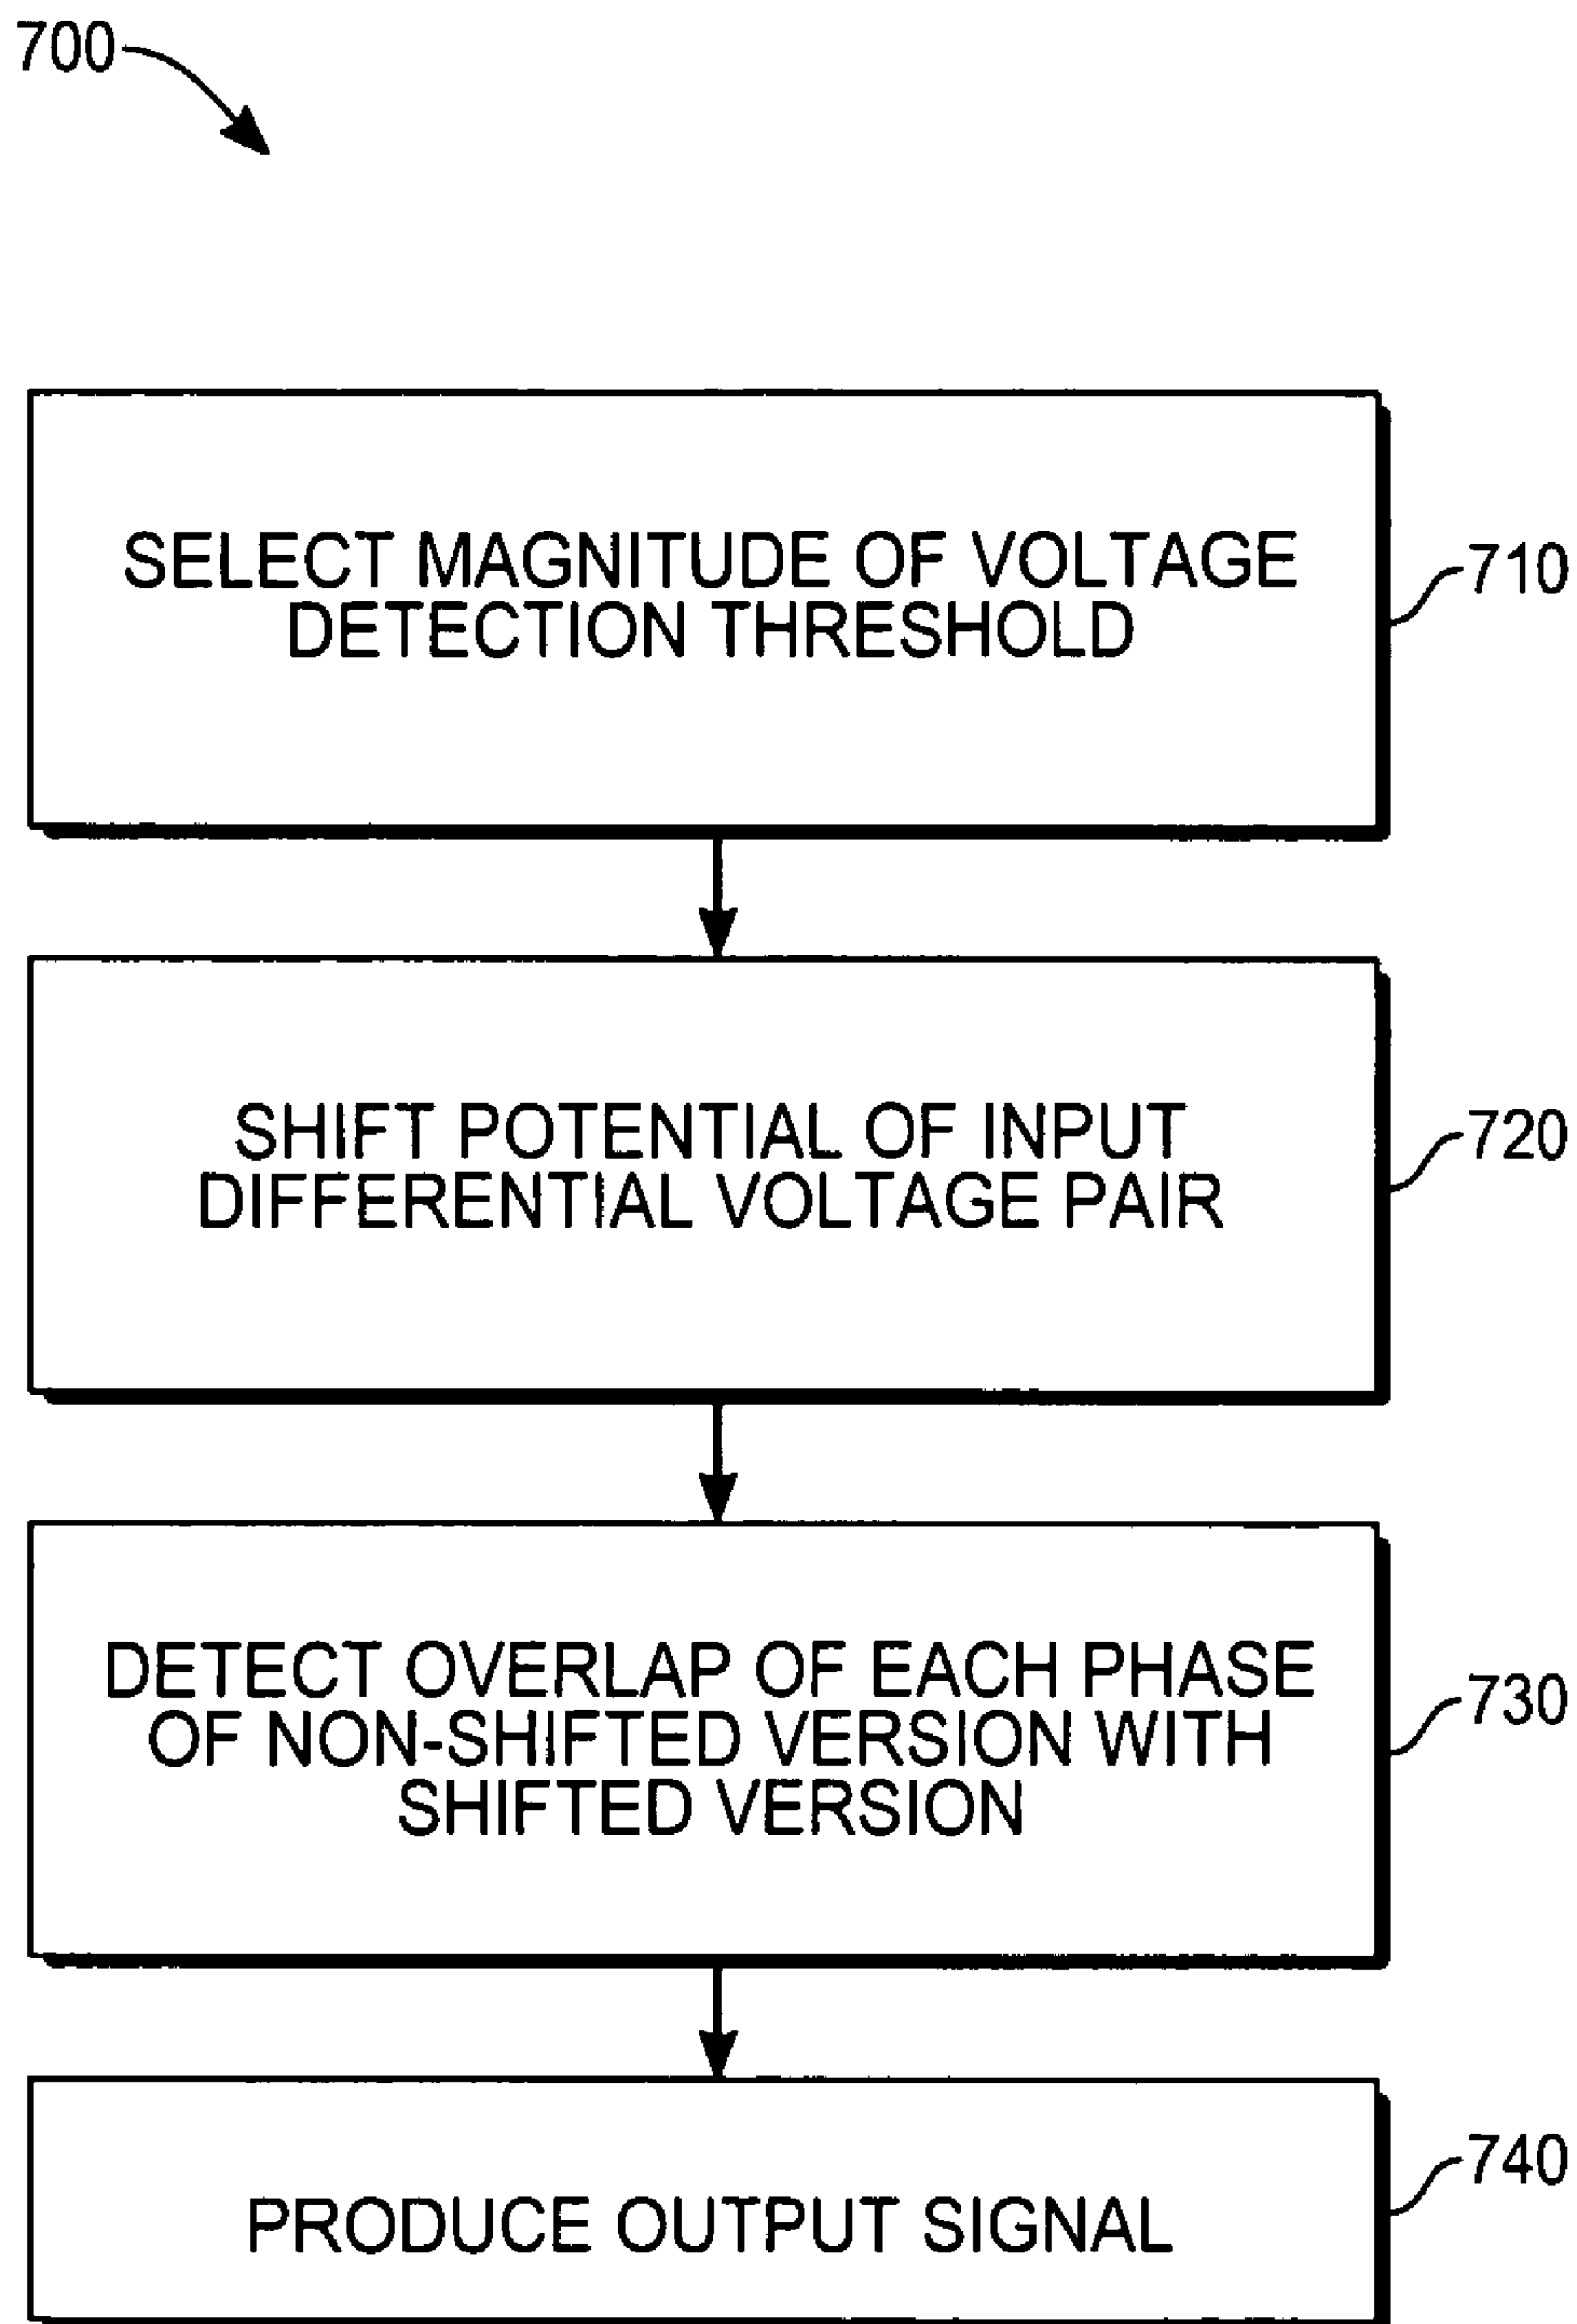 700
SELECT MAGNITUDE OF VOLTAGE
DETECTION THRESHOLD
710
SHIFT POTENTIAL OF INPUT
DIFFERENTIAL VOLTAGE PAIR
720
DETECT OVERLAP OF EACH PHASE
OF NON-SHIFTED VERSION WITH
SHIFTED VERSION
730
PRODUCE OUTPUT SIGNAL
740